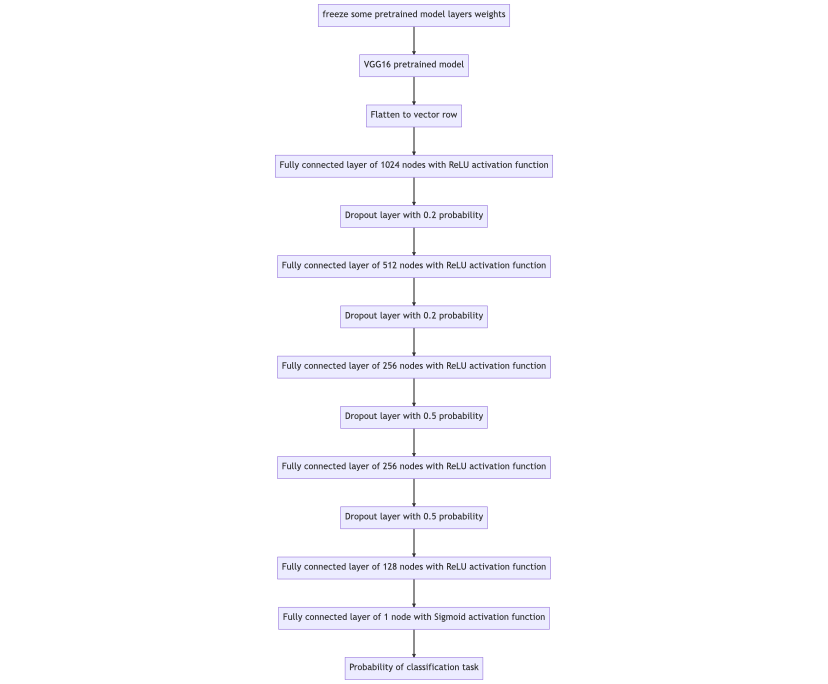 freeze some pretrained model layers weights
VGG16 pretrained model
Flatten to vector row
Fully connected layer of 1024 nodes with ReLU activation function
Dropout layer with 0.2 probability
Fully connected layer of 512 nodes with ReLU activation function
Dropout layer with 0.2 probability
Fully connected layer of 256 nodes with ReLU activation function
Dropout layer with 0.5 probability
Fully connected layer of 256 nodes with ReLU activation function
Dropout layer with 0.5 probability
Fully connected layer of 128 nodes with ReLU activation function
Fully connected layer of 1 node with Sigmoid activation function
Probability of classification task